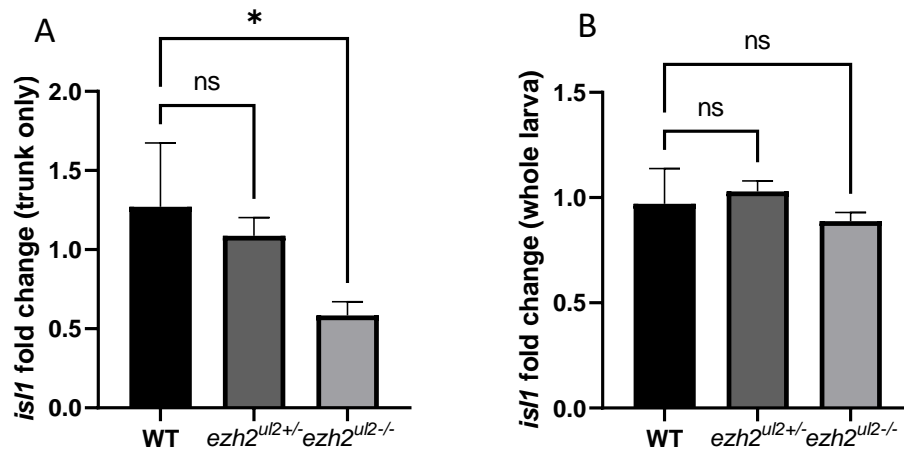 A
*
ns
2.0
1.5
1.0
0.5
0.0
isl1 fold change (trunk only)
WT ezh2ul2+/- ezh2ul2-/-
B
ns
ns
1.5
1.0
0.5
0.0
isl1 fold change (whole larva)
WT ezh2ul2+/- ezh2ul2-/-